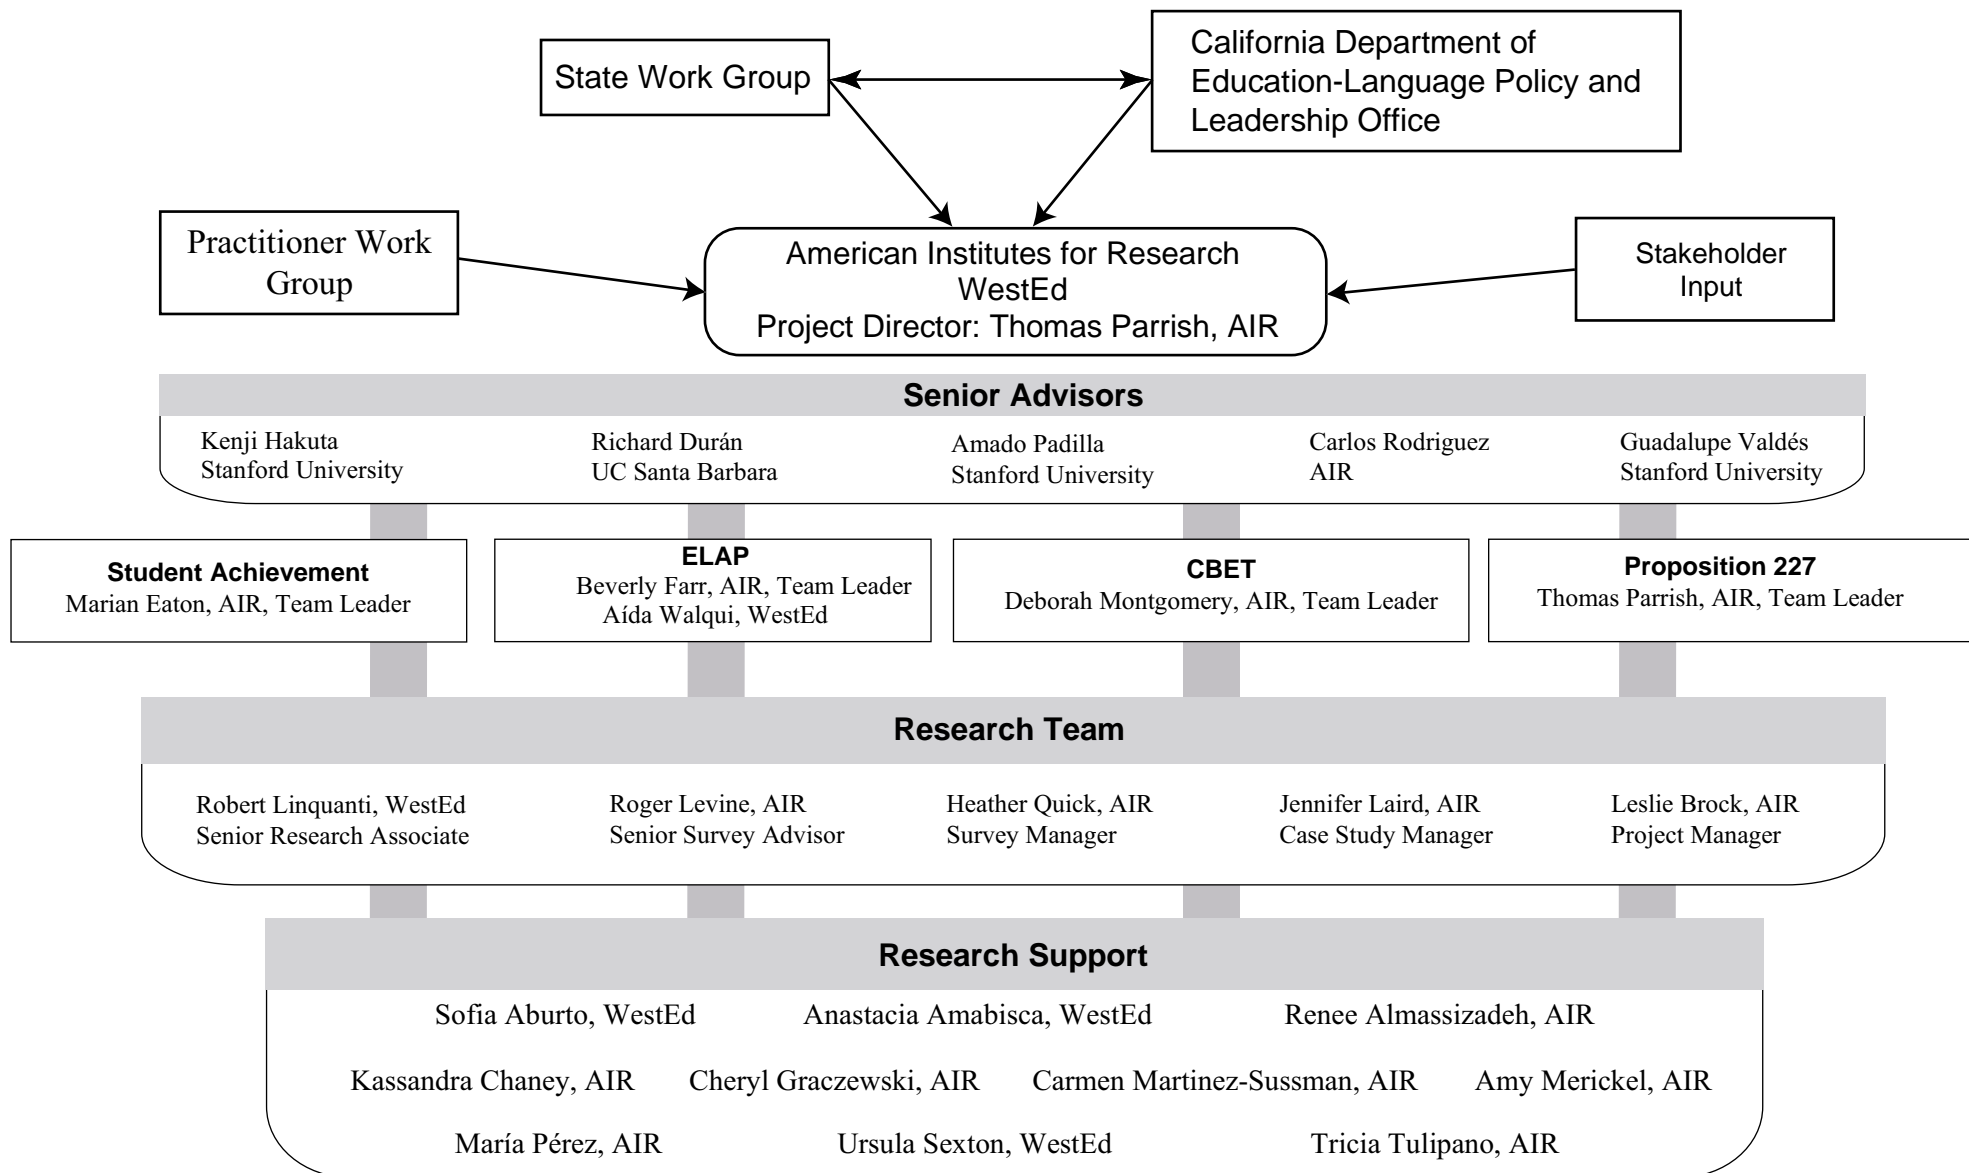 State Work Group
California Department of
Education-Language Policy and
Leadership Office
Practitioner Work
Group
American Institutes for Research
WestEd
Project Director: Thomas Parrish, AIR
Stakeholder
Input
Senior Advisors
Kenji Hakuta
Stanford University
Richard Durán
UC Santa Barbara
Amado Padilla
Stanford University
Carlos Rodriguez
AIR
Guadalupe Valdés
Stanford University
Student Achievement
Marian Eaton, AIR, Team Leader
ELAP
Beverly Farr, AIR, Team Leader
Aída Walqui, WestEd
CBET
Deborah Montgomery, AIR, Team Leader
Proposition 227
Thomas Parrish, AIR, Team Leader
Research Team
Robert Linquanti, WestEd
Senior Research Associate
Roger Levine, AIR
Senior Survey Advisor
Heather Quick, AIR
Survey Manager
Jennifer Laird, AIR
Case Study Manager
Leslie Brock, AIR
Project Manager
Research Support
Sofia Aburto, WestEd
Anastacia Amabisca, WestEd
Renee Almassizadeh, AIR
Kassandra Chaney, AIR
Cheryl Graczewski, AIR
Carmen Martinez-Sussman, AIR
Amy Merickel, AIR
María Pérez, AIR
Ursula Sexton, WestEd
Tricia Tulipano, AIR